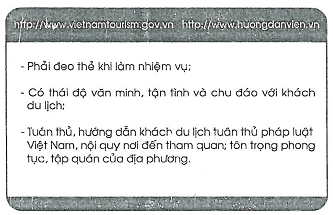 http://www.vietnamtourism.gov.vn http://www.huongdanvien.vn
- Phải đeo thẻ khi làm nhiệm vụ;
- Có thái độ văn minh, tận tình và chu đáo với khách
du lịch;
- Tuân thủ, hướng dẫn khách du lịch tuân thủ pháp luật
Việt Nam, nội quy nơi đến tham quan; tôn trọng phong
tục, tập quán của địa phương.